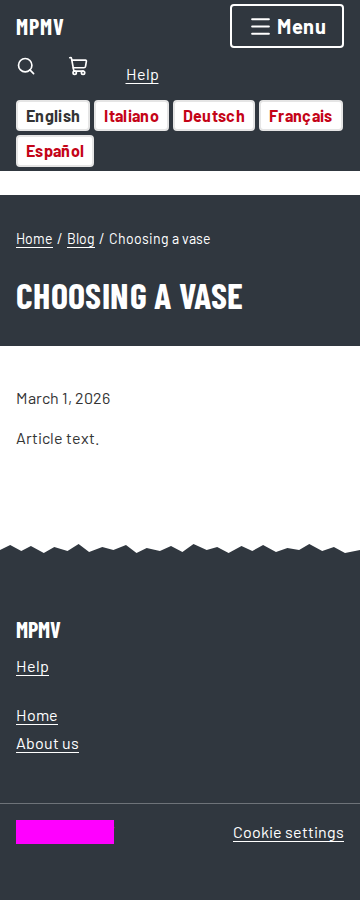 MPMV
Menu
Help
English Italiano Deutsch Français
Español
Home / Blog / Choosing a vase
CHOOSING A VASE
March 1, 2026
Article text.
MPMV
Help
Home
About us
Cookie settings